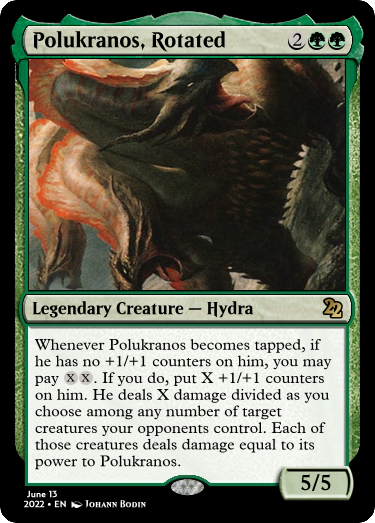 Polukranos, Rotated 2
Legendary Creature — Hydra 22
Whenever Polukranos becomes tapped, if
he has no +1/+1 counters on him, you may
pay X X. If you do, put X +1/+1 counters
on him. He deals X damage divided as you
choose among any number of target
creatures your opponents control. Each of
those creatures deals damage equal to its
power to Polukranos.
5/5
June 13
2022 • EN Johann Bodin